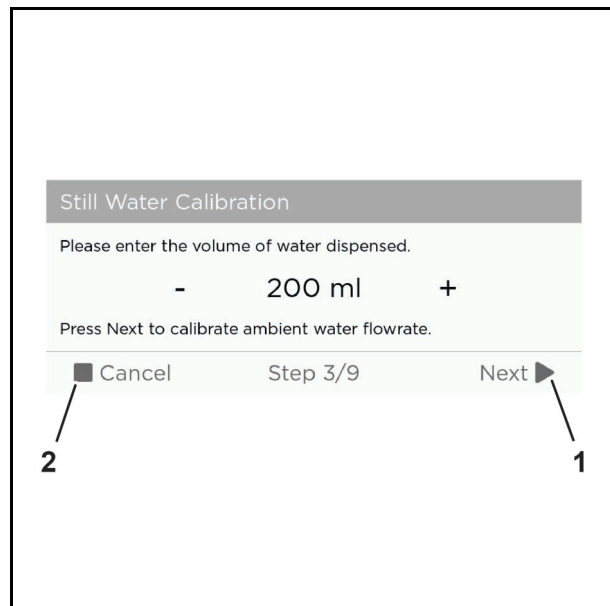 Still Water Calibration
Please enter the volume of water dispensed.
- 200 ml +
Press Next to calibrate ambient water flowrate.
Cancel Step 3/9 Next
2 1